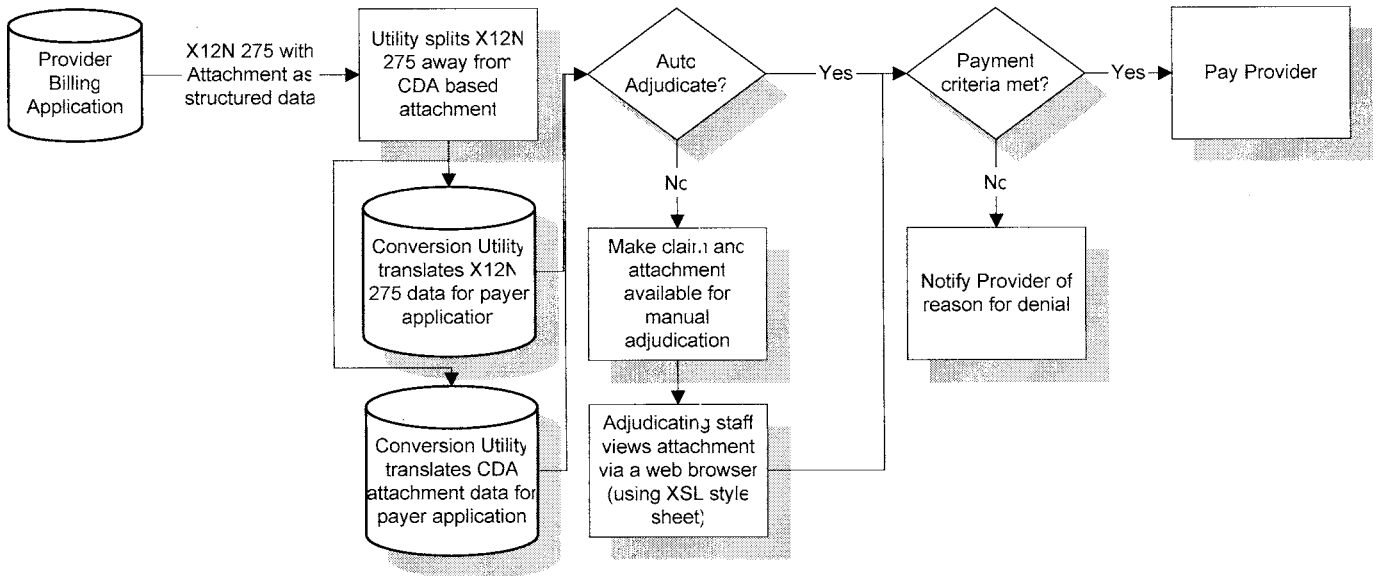 Provider
Billing
Application
X12N 275 with
Attachment as
structured data
Utility splits X12N
275 away from
CDA based
attachment
Conversion Utility
translates X12N
275 data for payer
application
Conversion Utility
translates CDA
attachment data for
payer application
Auto
Adjudicate?
Yes
No
Make claim and
attachment
available for
manual
adjudication
Adjudicating staff
views attachment
via a web browser
(using XSL style
sheet)
Payment
criteria met?
Yes
No
Notify Provider of
reason for denial
Pay Provider